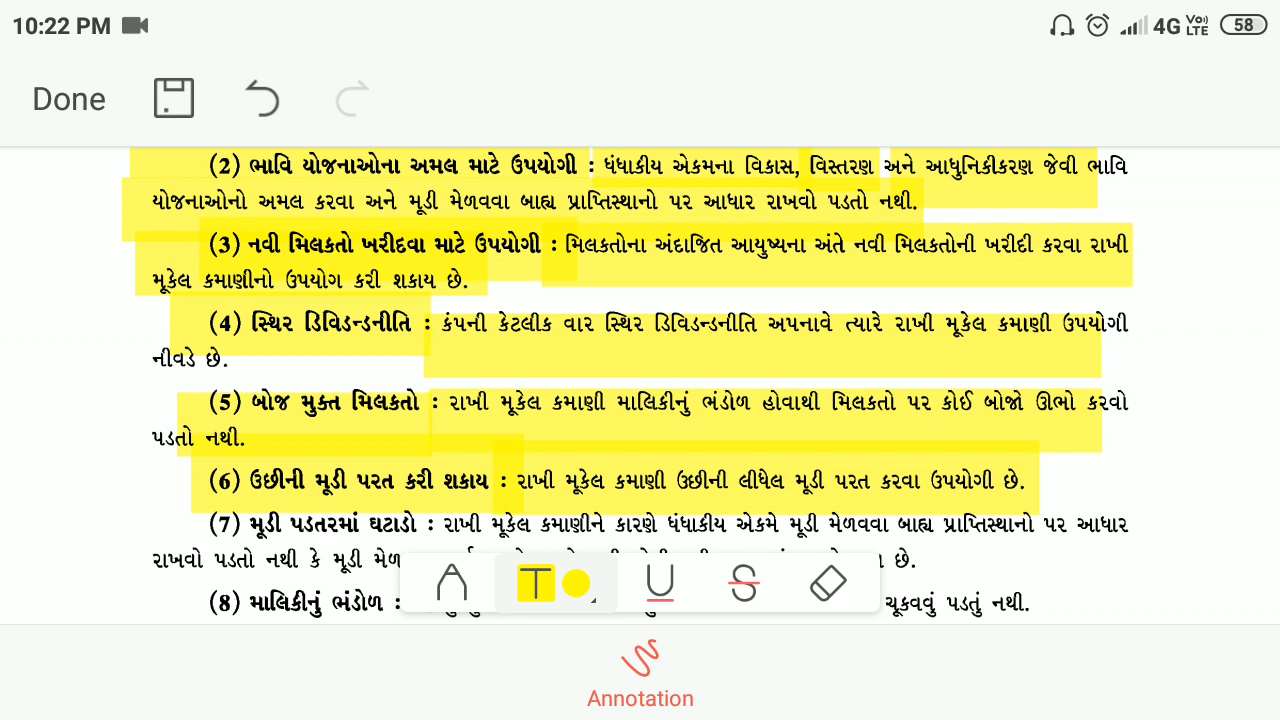 10:22 PM 4G Vo) LTE 58
Done
(2) ભાવિ યોજનાઓના અમલ માટે ઉપયોગી : ધંધાકીય એકમના વિકાસ, વિસ્તરણ અને આધુનિકીકરણ જેવી ભાવિ
યોજનાઓનો અમલ કરવા અને મૂડી મેળવવા બાહ્ય પ્રાપ્તિસ્થાનો પર આધાર રાખવો પડતો નથી.
(3) નવી મિલકતો ખરીદવા માટે ઉપયોગી : મિલકતોના અંદાજિત આયુષ્યના અંતે નવી મિલકતોની ખરીદી કરવા રાખી
મૂકેલ કમાણીનો ઉપયોગ કરી શકાય છે.
(4) સ્થિર ડિવિડન્ડનીતિ : કંપની કેટલીક વાર સ્થિર ડિવિડન્ડનીતિ અપનાવે ત્યારે રાખી મૂકેલ કમાણી ઉપયોગી
નીવડે છે.
(5) બોજ મુક્ત મિલકતો : રાખી મૂકેલ કમાણી માલિકીનું ભંડોળ હોવાથી મિલકતો પર કોઈ બોજો ઊભો કરવો
પડતો નથી.
(6) ઉછીની મૂડી પરત કરી શકાય : રાખી મૂકેલ કમાણી ઉછીની લીધેલ મૂડી પરત કરવા ઉપયોગી છે.
(7) મૂડી પડતરમાં ઘટાડો : રાખી મૂકેલ કમાણીને કારણે ધંધાકીય એકમે મૂડી મેળવવા બાહ્ય પ્રાપ્તિસ્થાનો પર આધાર
રાખવો પડતો નથી કે મૂડી મેળ છે.
(8) માલિકીનું ભંડોળ : ચૂકવવું પડતું નથી.
A T U S
Annotation